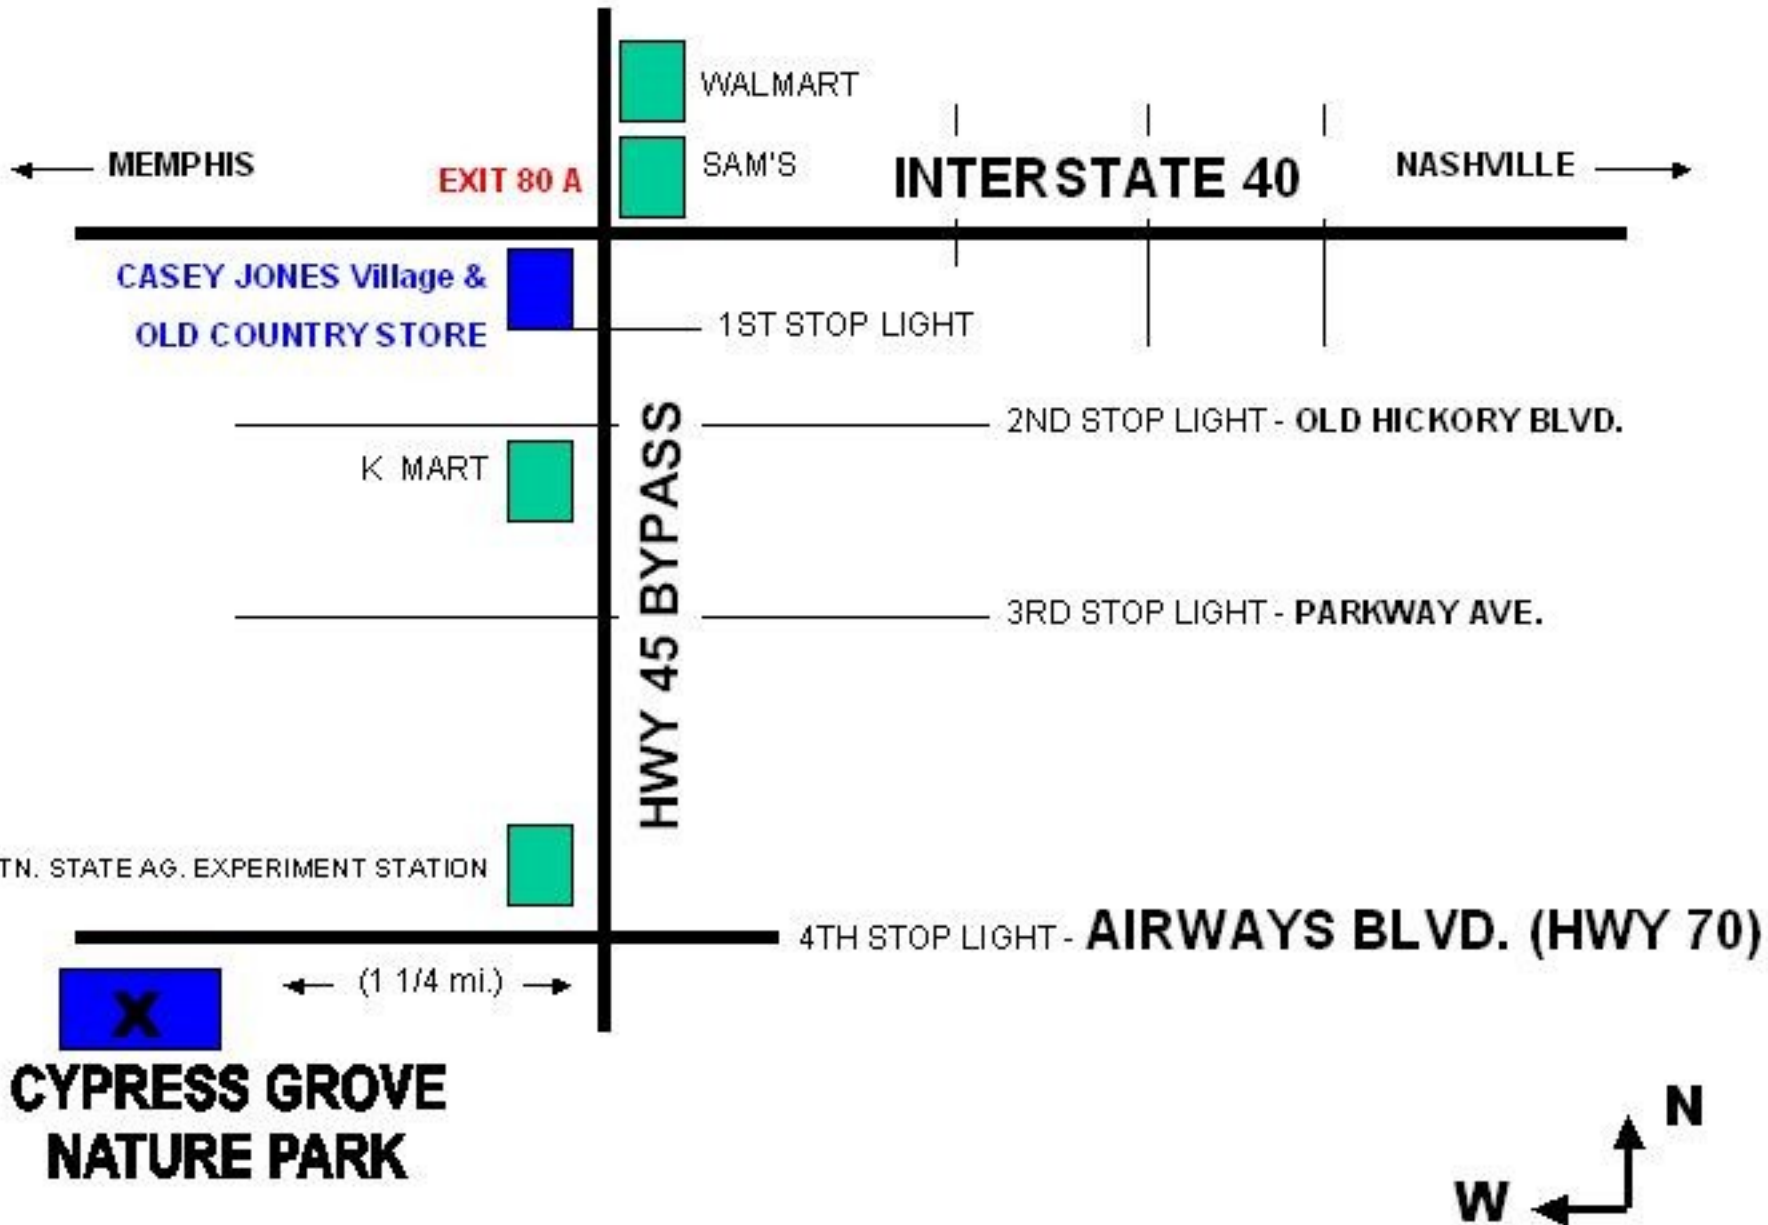 WALMART
MEMPHIS
EXIT 80 A
SAM'S
INTERSTATE 40
NASHVILLE
CASEY JONES Village &
OLD COUNTRY STORE
1ST STOP LIGHT
2ND STOP LIGHT - OLD HICKORY BLVD.
K MART
HWY 45 BYPASS
3RD STOP LIGHT - PARKWAY AVE.
TN. STATE AG. EXPERIMENT STATION
4TH STOP LIGHT - AIRWAYS BLVD. (HWY 70)
(1 1/4 mi.)
X
CYPRESS GROVE
NATURE PARK
N
W